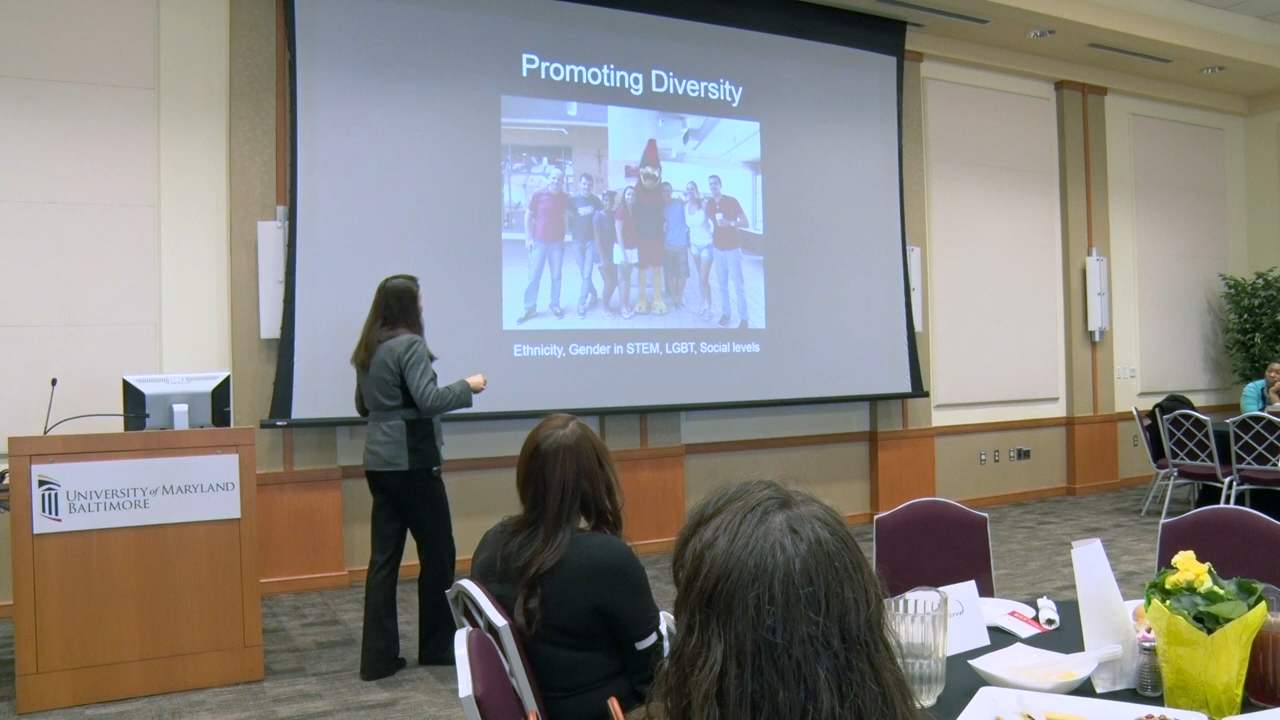 Promoting Diversity
Ethnicity, Gender in STEM, LGBT, Social levels
UNIVERSITY of MARYLAND
BALTIMORE